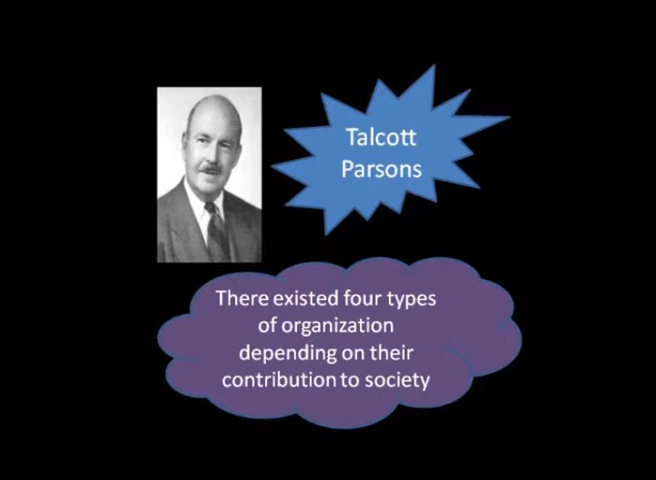 Talcott
Parsons
There existed four types
of organization
depending on their
contribution to society